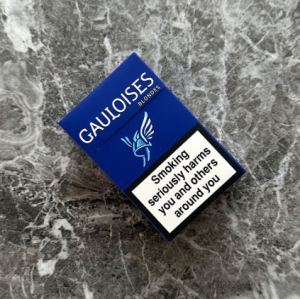 GAULOISES
BLONDES
Smoking
seriously harms
you and others
around you